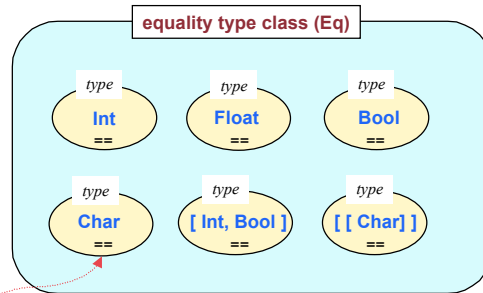 equality type class (Eq)
type type type
Int Float Bool
== == ==
type type type
Char [ Int, Bool ] [ [ Char] ]
== == ==